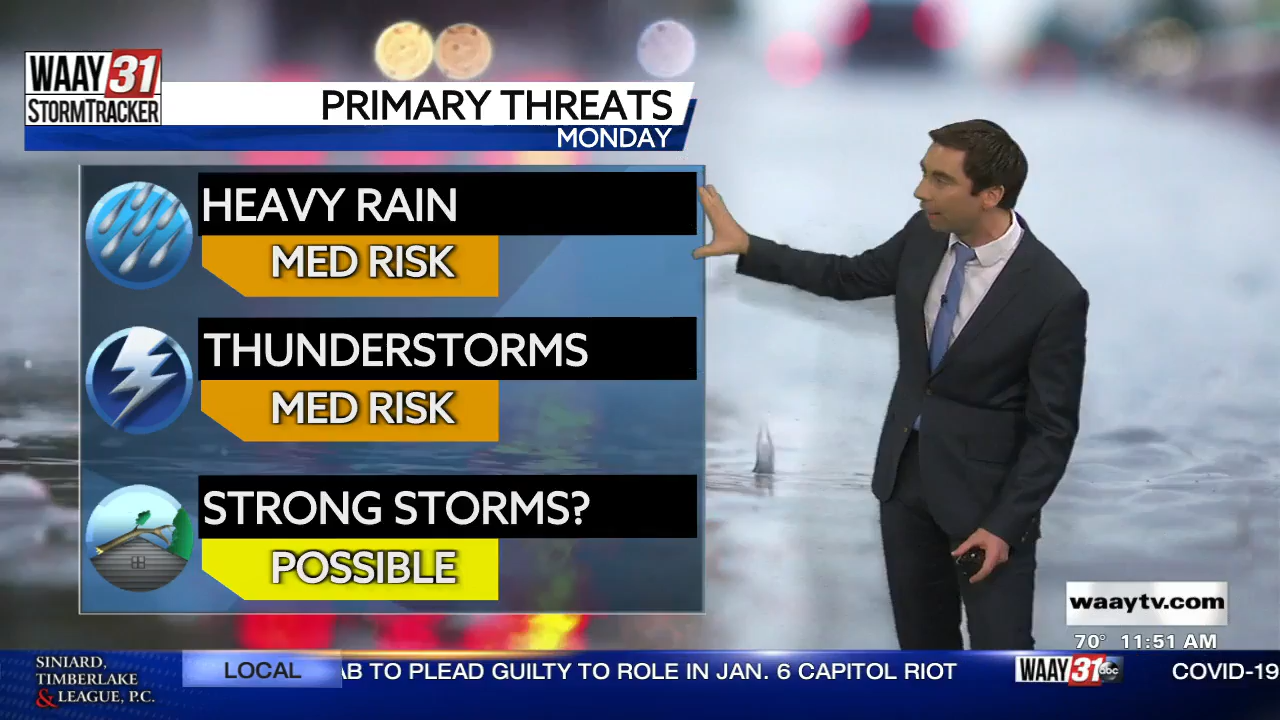 WAAY 31
STORMTRACKER
PRIMARY THREATS
MONDAY
HEAVY RAIN
MED RISK
THUNDERSTORMS
MED RISK
STRONG STORMS?
POSSIBLE
waaytv.com
70° 11:51 AM
SINIARD,
TIMBERLAKE
& LEAGUE, P.C.
LOCAL AB TO PLEAD GUILTY TO ROLE IN JAN. 6 CAPITOL RIOT WAAY 31 abc COVID-19